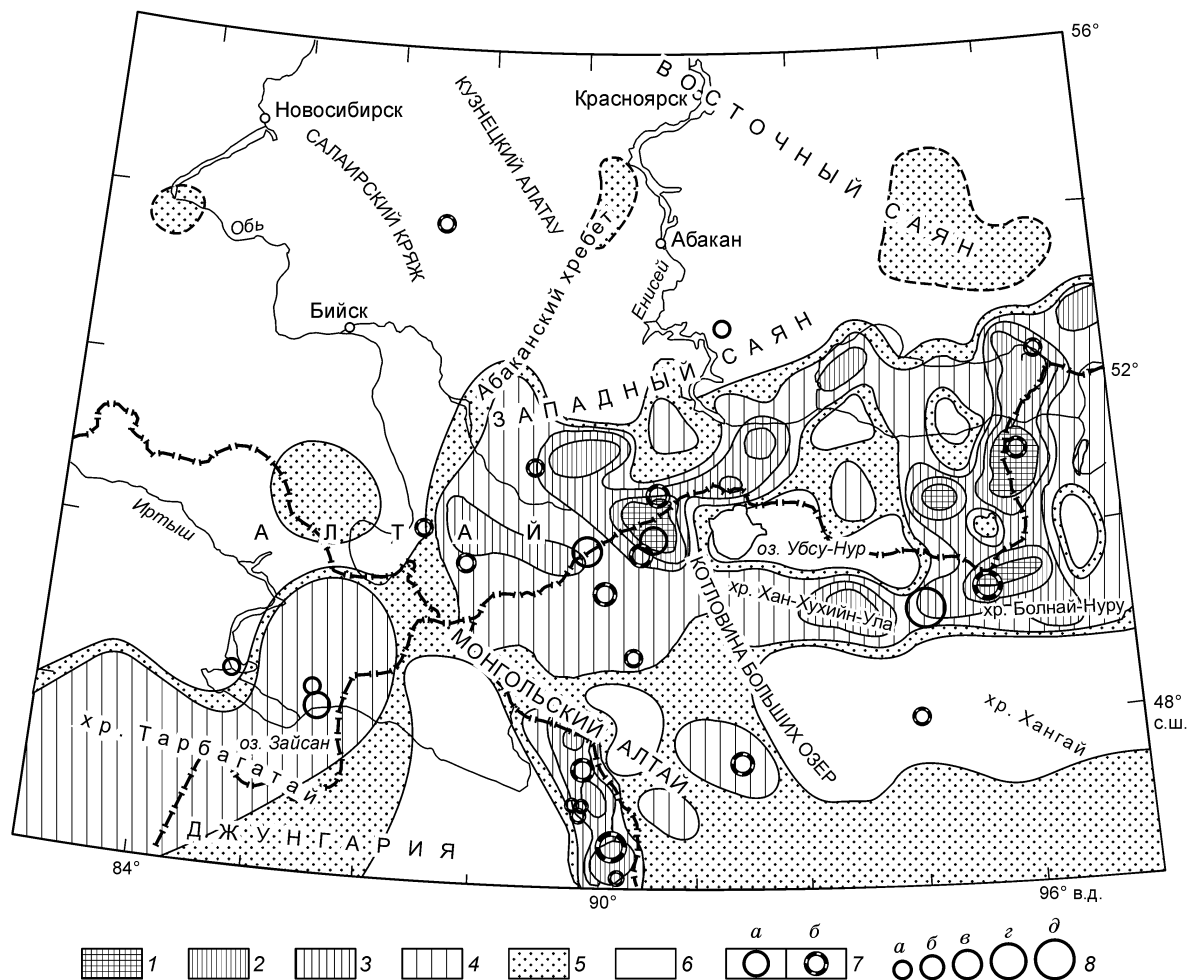 56°
ВОСТОЧНЫЙ САЯН
Красноярск
КУЗНЕЦКИЙ АЛАТАУ
Новосибирск
САЛАИРСКИЙ КРЯЖ
Обь
Абаканский хребет
Абакан
Енисей
Бийск
ЗАПАДНЫЙ САЯН
52°
Иртыш
АЛТАЙ
оз. Убсу-Нур
хр. Хан-Хухийн-Ула
хр. Болнай-Нуру
КОТЛОВИНА БОЛЬШИХ ОЗЕР
МОНГОЛЬСКИЙ АЛТАЙ
48°
с.ш.
хр. Хангай
хр. Тарбагатай
оз. Зайсан
ДЖУНГАРИЯ
84°
90°
96° в.д.
а б а б в г д
1 2 3 4 5 6 7 8